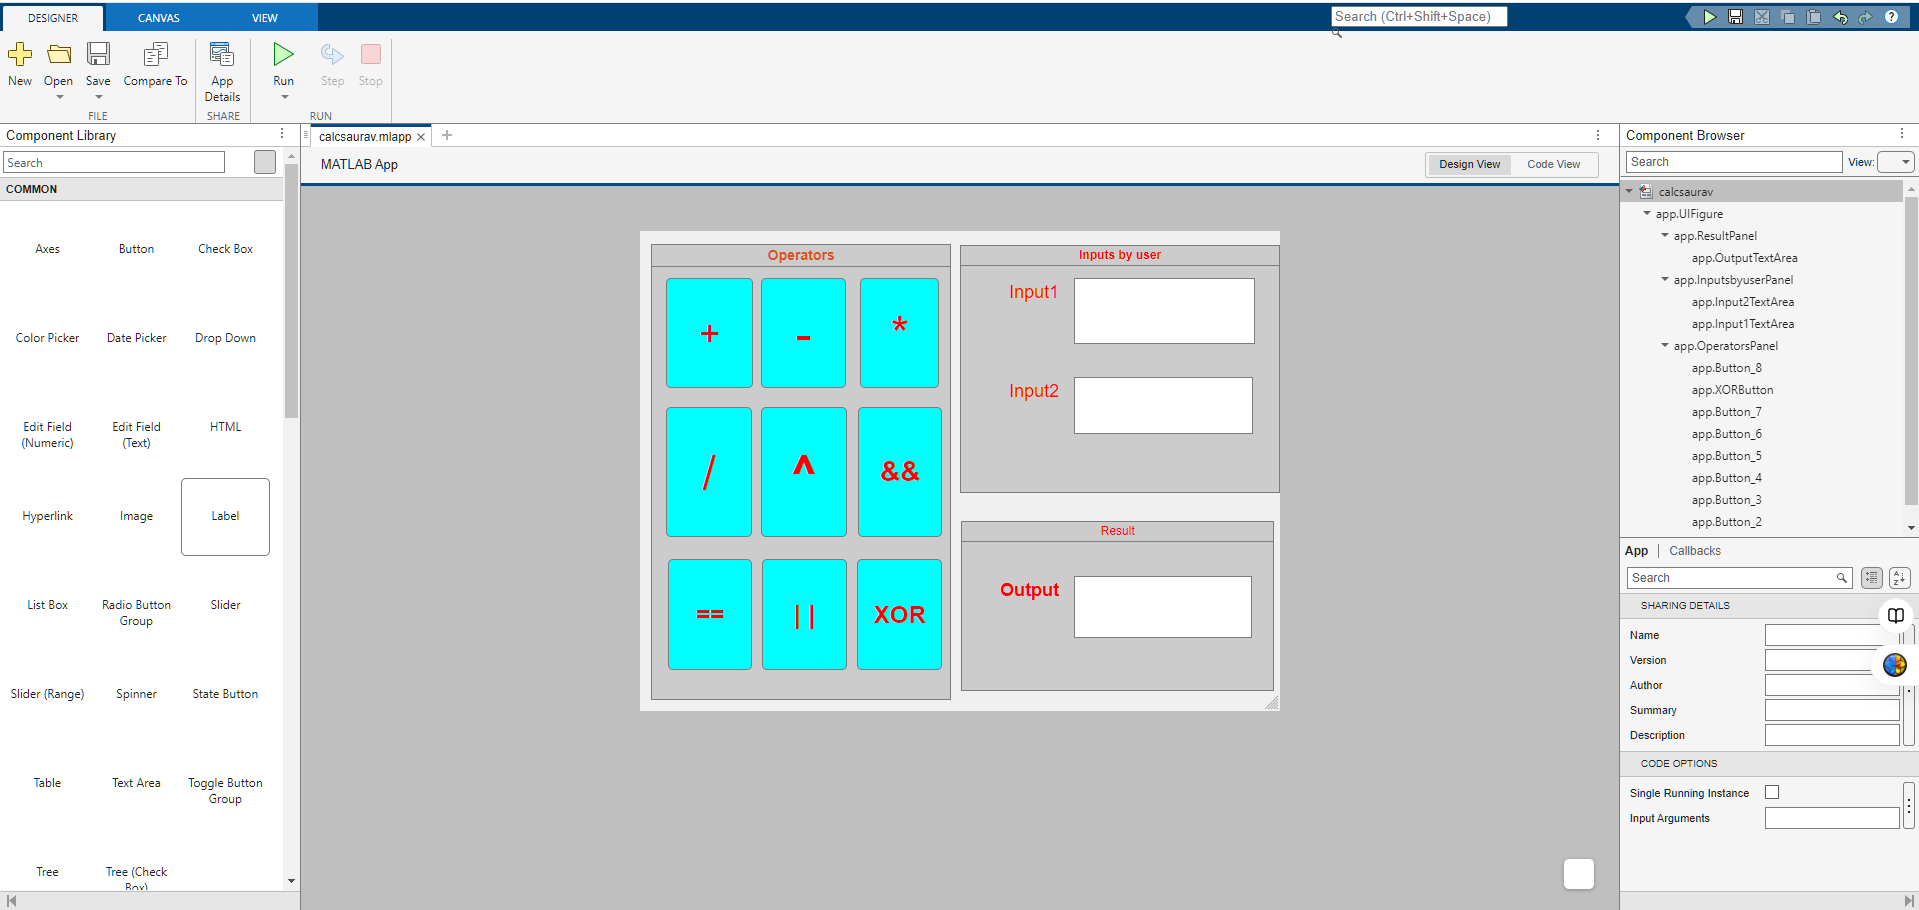 DESIGNER CANVAS VIEW
Search (Ctrl+Shift+Space)
New Open Save Compare To App Details Run Step Stop
FILE SHARE RUN
Component Library
Search
COMMON
Axes Button Check Box
Color Picker Date Picker Drop Down
Edit Field (Numeric) Edit Field (Text) HTML
Hyperlink Image Label
List Box Radio Button Group Slider
Slider (Range) Spinner State Button
Table Text Area Toggle Button Group
Tree Tree (Check Box)
calcsaurav.mlapp
MATLAB App
Design View Code View
Operators
+ - *
/ ^ &&
== || XOR
Inputs by user
Input1
Input2
Result
Output
Component Browser
Search View:
calcsaurav
app.UIFigure
app.ResultPanel
app.OutputTextArea
app.InputsbyuserPanel
app.Input2TextArea
app.Input1TextArea
app.OperatorsPanel
app.Button_8
app.XORButton
app.Button_7
app.Button_6
app.Button_5
app.Button_4
app.Button_3
app.Button_2
App | Callbacks
Search
SHARING DETAILS
Name
Version
Author
Summary
Description
CODE OPTIONS
Single Running Instance
Input Arguments